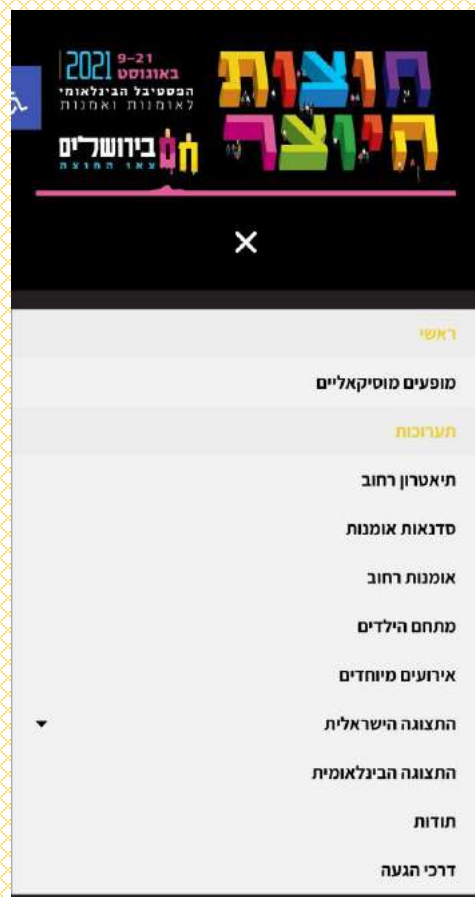 חוצות
היוצר
9-21
באוגוסט 2021
הפסטיבל הבינלאומי
לאומנות ואמנות
חם בירושלים
צאו החוצה
ראשי
מופעים מוסיקאליים
תערוכות
תיאטרון רחוב
סדנאות אומנות
אומנות רחוב
מתחם הילדים
אירועים מיוחדים
התצוגה הישראלית
התצוגה הבינלאומית
תודות
דרכי הגעה